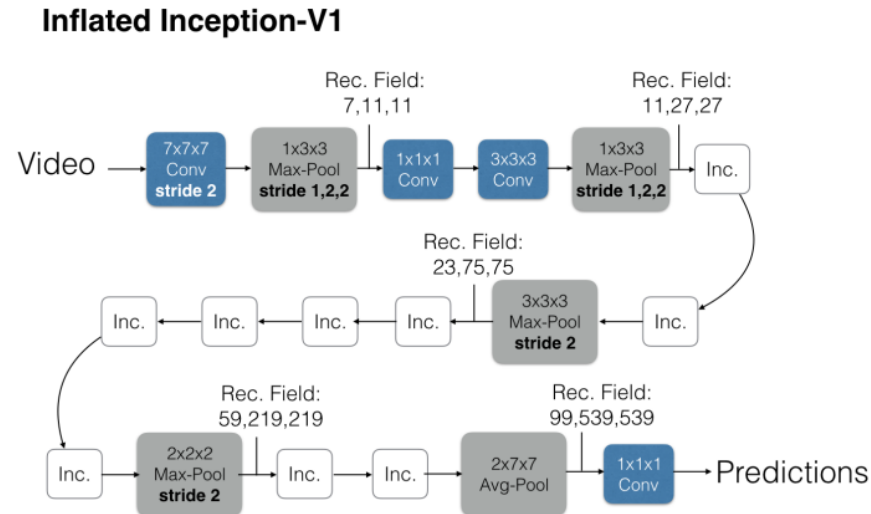 Inflated Inception-V1
Rec. Field:
7,11,11
Rec. Field:
11,27,27
Video
7x7x7
Conv
stride 2
1x3x3
Max-Pool
stride 1,2,2
1x1x1
Conv
3x3x3
Conv
1x3x3
Max-Pool
stride 1,2,2
Inc.
Rec. Field:
23,75,75
Inc.
3x3x3
Max-Pool
stride 2
Inc.
Inc.
Inc.
Inc.
Rec. Field:
59,219,219
Rec. Field:
99,539,539
Inc.
2x2x2
Max-Pool
stride 2
Inc.
Inc.
2x7x7
Avg-Pool
1x1x1
Conv
Predictions